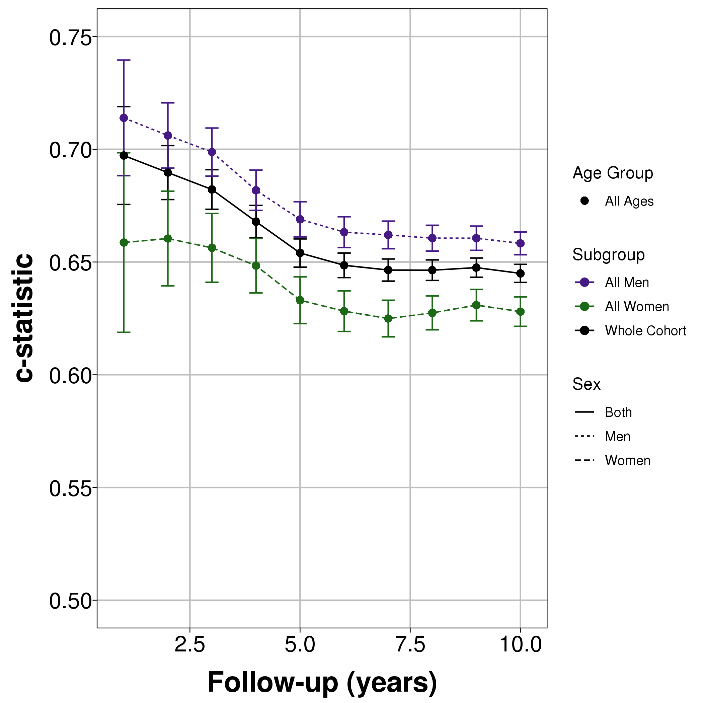 0.75
0.70
0.65
0.60
0.55
0.50
c-statistic
2.5 5.0 7.5 10.0
Follow-up (years)
Age Group
All Ages
Subgroup
All Men
All Women
Whole Cohort
Sex
Both
Men
Women